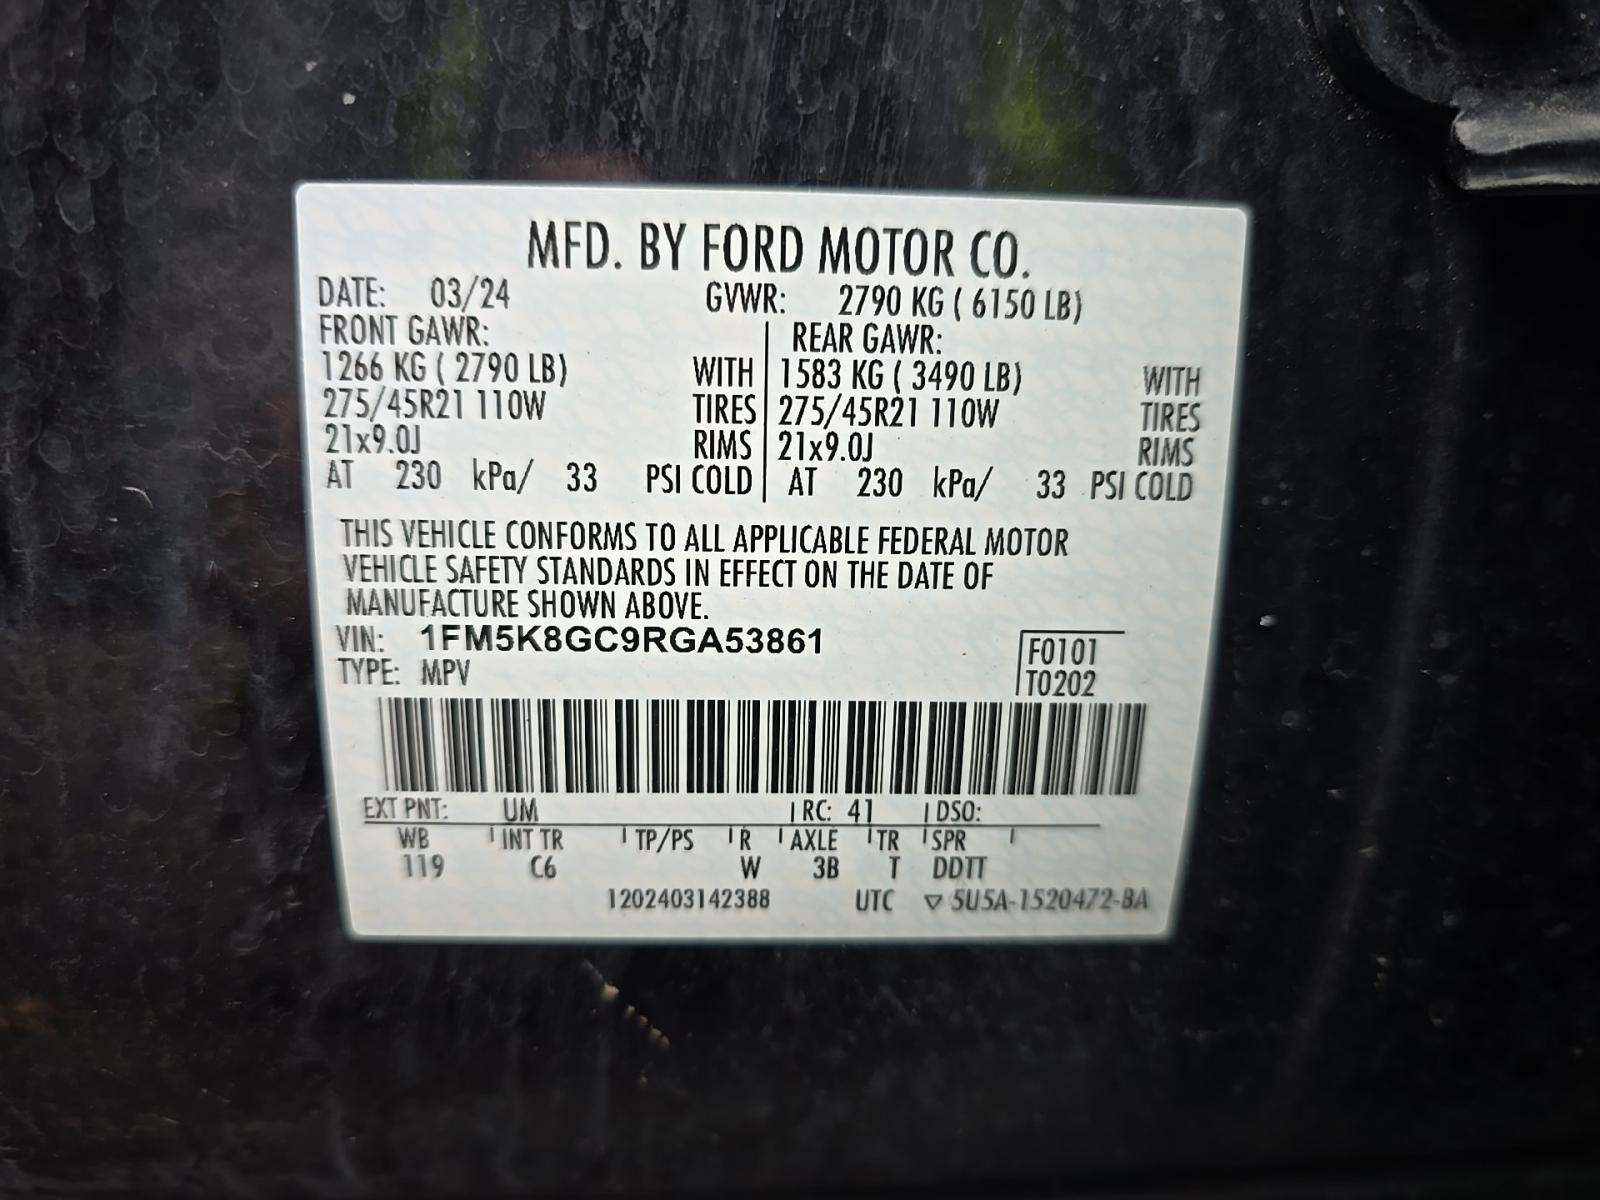 MFD. BY FORD MOTOR CO.
DATE: 03/24 GVWR: 2790 KG ( 6150 LB)
FRONT GAWR: REAR GAWR:
1266 KG ( 2790 LB) WITH 1583 KG ( 3490 LB) WITH
275/45R21 110W TIRES 275/45R21 110W TIRES
21x9.0J RIMS 21x9.0J RIMS
AT 230 kPa/ 33 PSI COLD AT 230 kPa/ 33 PSI COLD
THIS VEHICLE CONFORMS TO ALL APPLICABLE FEDERAL MOTOR
VEHICLE SAFETY STANDARDS IN EFFECT ON THE DATE OF
MANUFACTURE SHOWN ABOVE.
VIN: 1FM5K8GC9RGA53861 F0101
TYPE: MPV T0202
EXT PNT: UM RC: 41 DSO:
WB INT TR TP/PS R AXLE TR SPR
119 C6 W 3B T DDTT
1202403142388 UTC ▽ 5U5A-1520472-BA